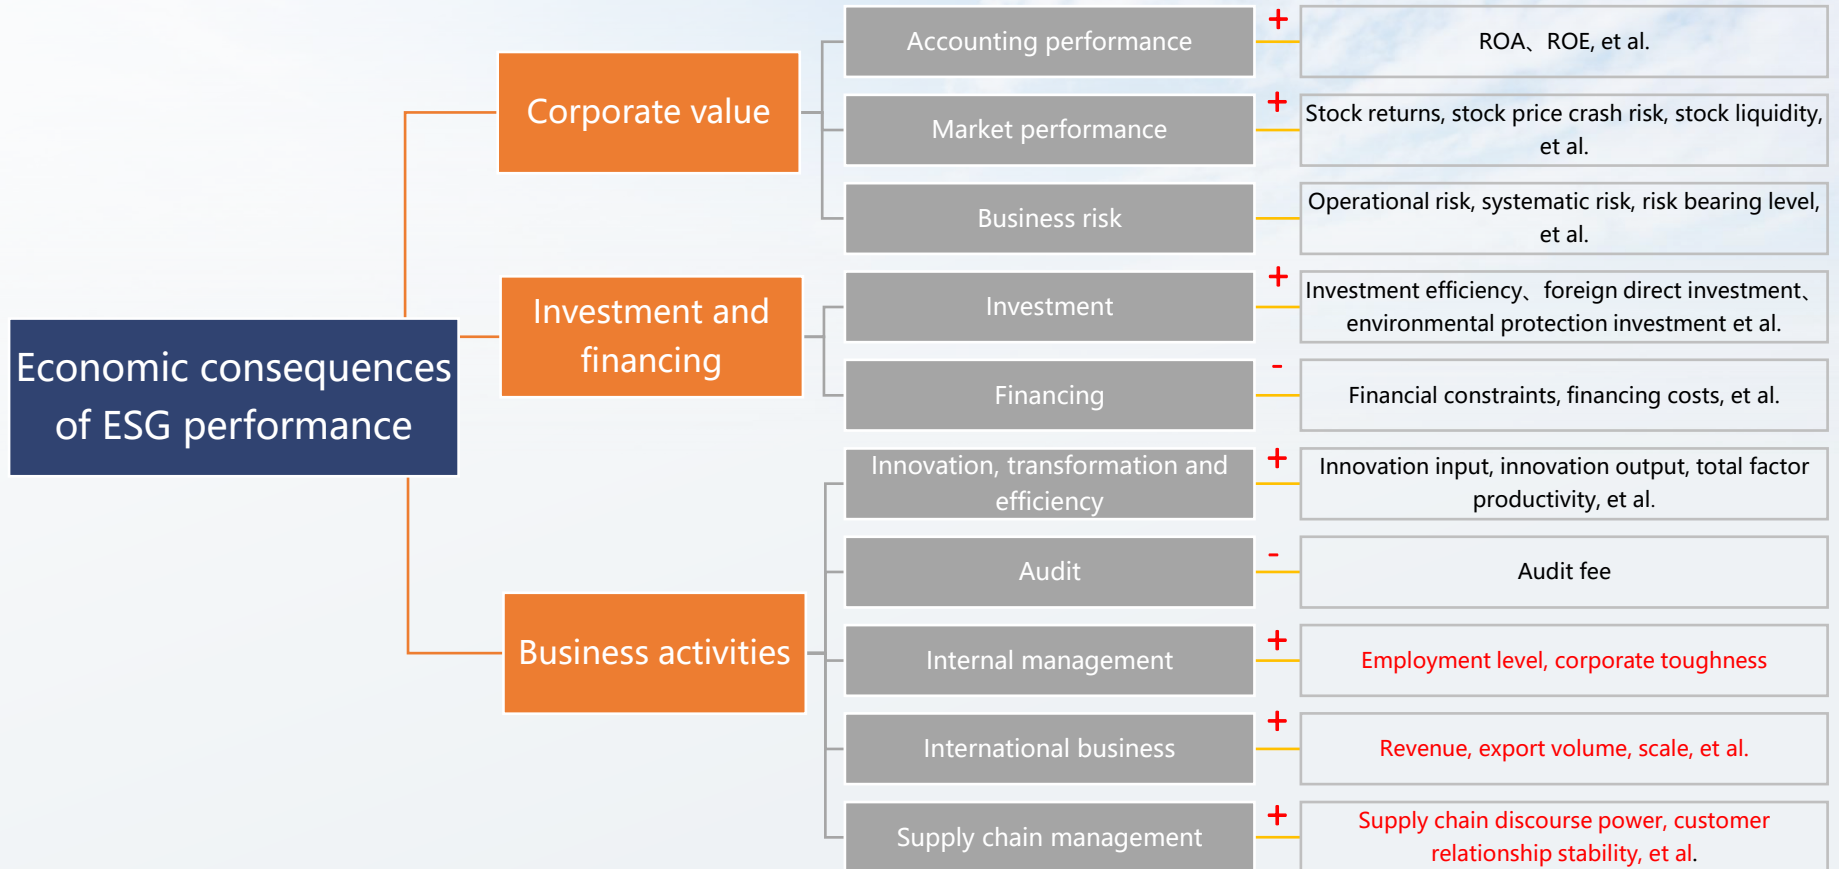 Economic consequences
of ESG performance
Corporate value
Accounting performance
+
ROA、ROE, et al.
Market performance
+
Stock returns, stock price crash risk, stock liquidity,
et al.
Business risk
Operational risk, systematic risk, risk bearing level,
et al.
Investment and
financing
Investment
+
Investment efficiency、foreign direct investment、
environmental protection investment et al.
Financing
-
Financial constraints, financing costs, et al.
Business activities
Innovation, transformation and
efficiency
+
Innovation input, innovation output, total factor
productivity, et al.
Audit
-
Audit fee
Internal management
+
Employment level, corporate toughness
International business
+
Revenue, export volume, scale, et al.
Supply chain management
+
Supply chain discourse power, customer
relationship stability, et al.